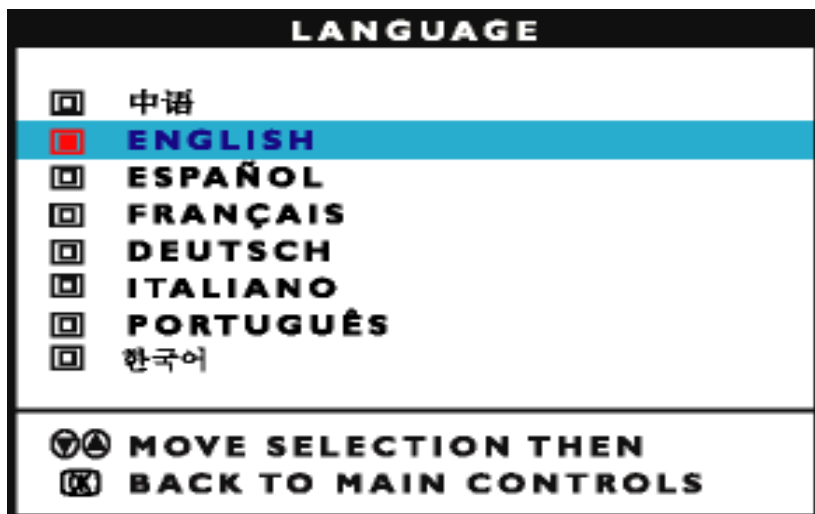 LANGUAGE
中语
ENGLISH
ESPAÑOL
FRANÇAIS
DEUTSCH
ITALIANO
PORTUGUÊS
한국어
MOVE SELECTION THEN
OK BACK TO MAIN CONTROLS